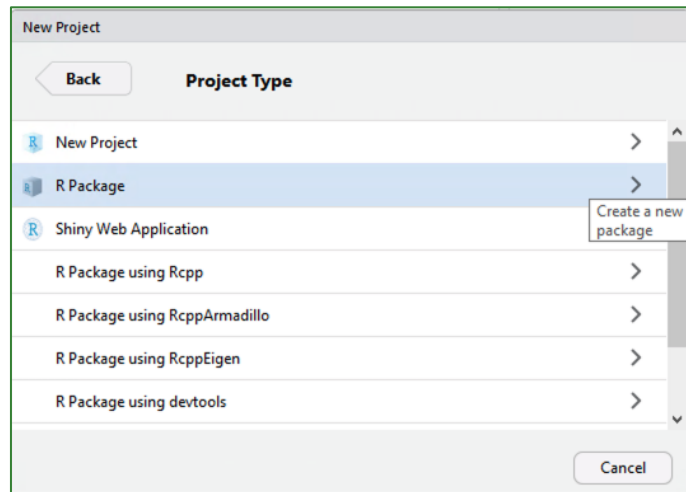 New Project
Back
Project Type
New Project
R Package
Create a new
package
Shiny Web Application
R Package using Rcpp
R Package using RcppArmadillo
R Package using RcppEigen
R Package using devtools
Cancel